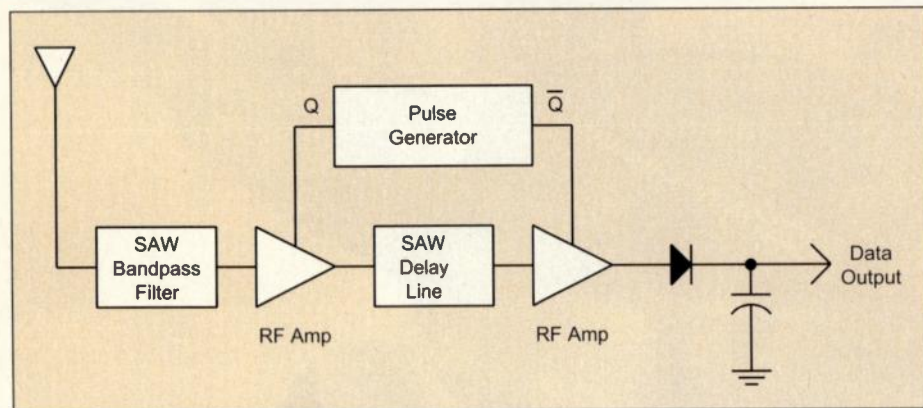 Q
Pulse
Generator
Q̅
SAW
Bandpass
Filter
RF Amp
SAW
Delay
Line
RF Amp
Data
Output